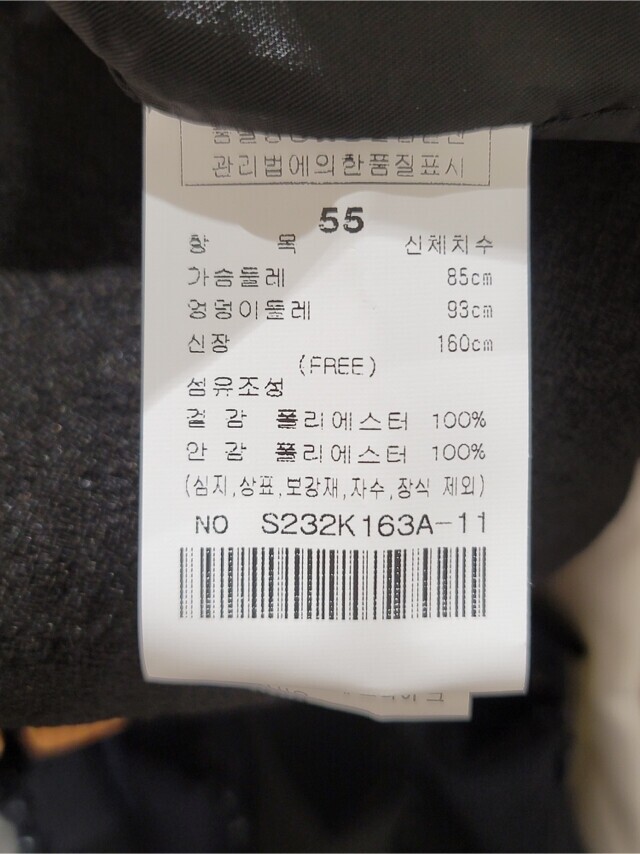 관리법에의한품질표시
55
항 목 신체치수
가슴둘레 85cm
엉덩이둘레 93cm
신장 160cm
(FREE)
섬유조성
겉 감 폴리에스터 100%
안 감 폴리에스터 100%
(심지,상표,보강재,자수,장식 제외)
NO S232K163A-11